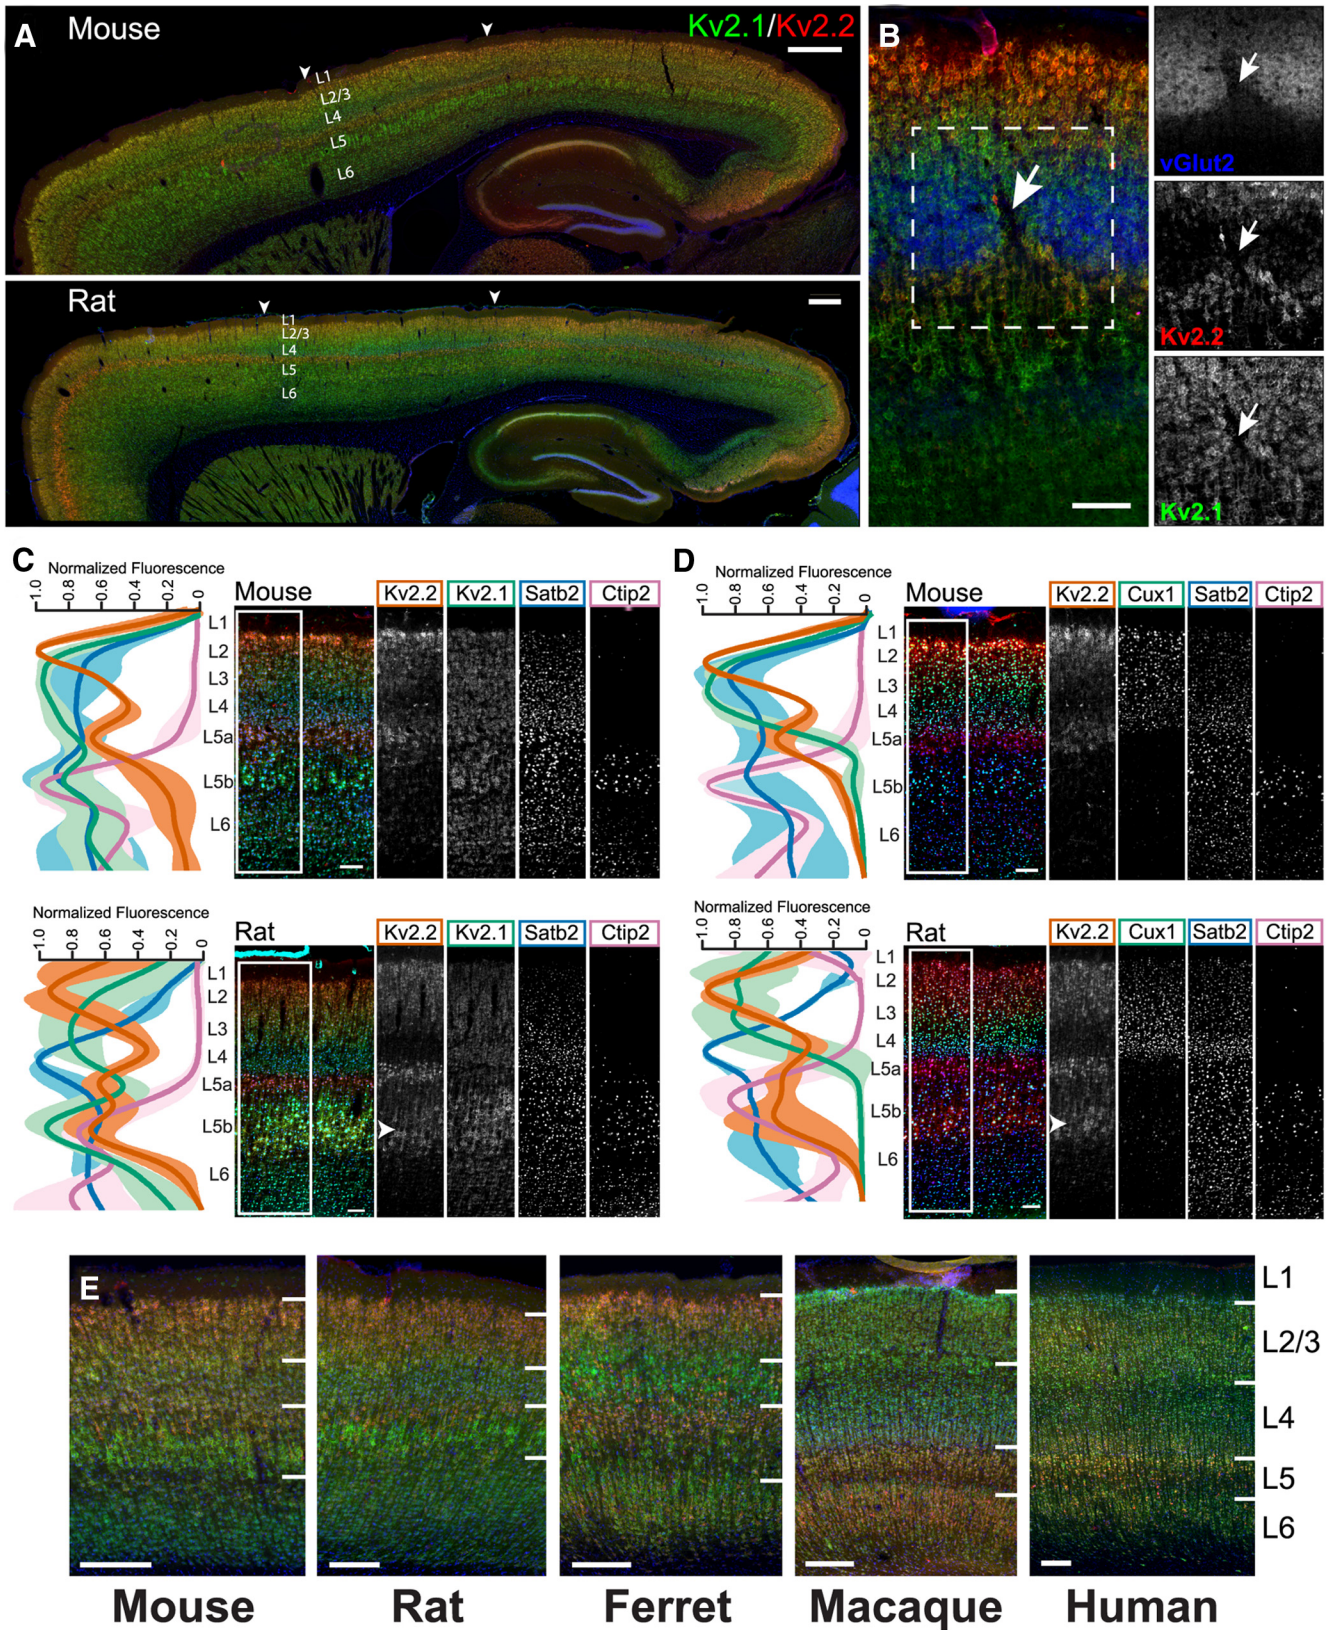 A
Mouse
Kv2.1/Kv2.2
L1
L2/3
L4
L5
L6
Rat
L1
L2/3
L4
L5
L6
B
vGlut2
Kv2.2
Kv2.1
C
Normalized Fluorescence
1.0 0.8 0.6 0.4 0.2 0
Mouse
Kv2.2 Kv2.1 Satb2 Ctip2
L1
L2
L3
L4
L5a
L5b
L6
Normalized Fluorescence
1.0 0.8 0.6 0.4 0.2 0
Rat
Kv2.2 Kv2.1 Satb2 Ctip2
L1
L2
L3
L4
L5a
L5b
L6
D
Normalized Fluorescence
1.0 0.8 0.6 0.4 0.2 0
Mouse
Kv2.2 Cux1 Satb2 Ctip2
L1
L2
L3
L4
L5a
L5b
L6
Normalized Fluorescence
1.0 0.8 0.6 0.4 0.2 0
Rat
Kv2.2 Cux1 Satb2 Ctip2
L1
L2
L3
L4
L5a
L5b
L6
E
L1
L2/3
L4
L5
L6
Mouse Rat Ferret Macaque Human